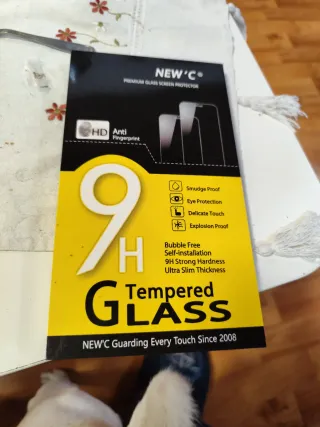 NEW'C®
PREMIUM GLASS SCREEN PROTECTOR
HD
Anti
Fingerprint
9H
Smudge Proof
Eye Protection
Delicate Touch
Explosion Proof
Bubble Free
Self-installation
9H Strong Hardness
Ultra Slim Thickness
Tempered
GLASS
NEW'C Guarding Every Touch Since 2008